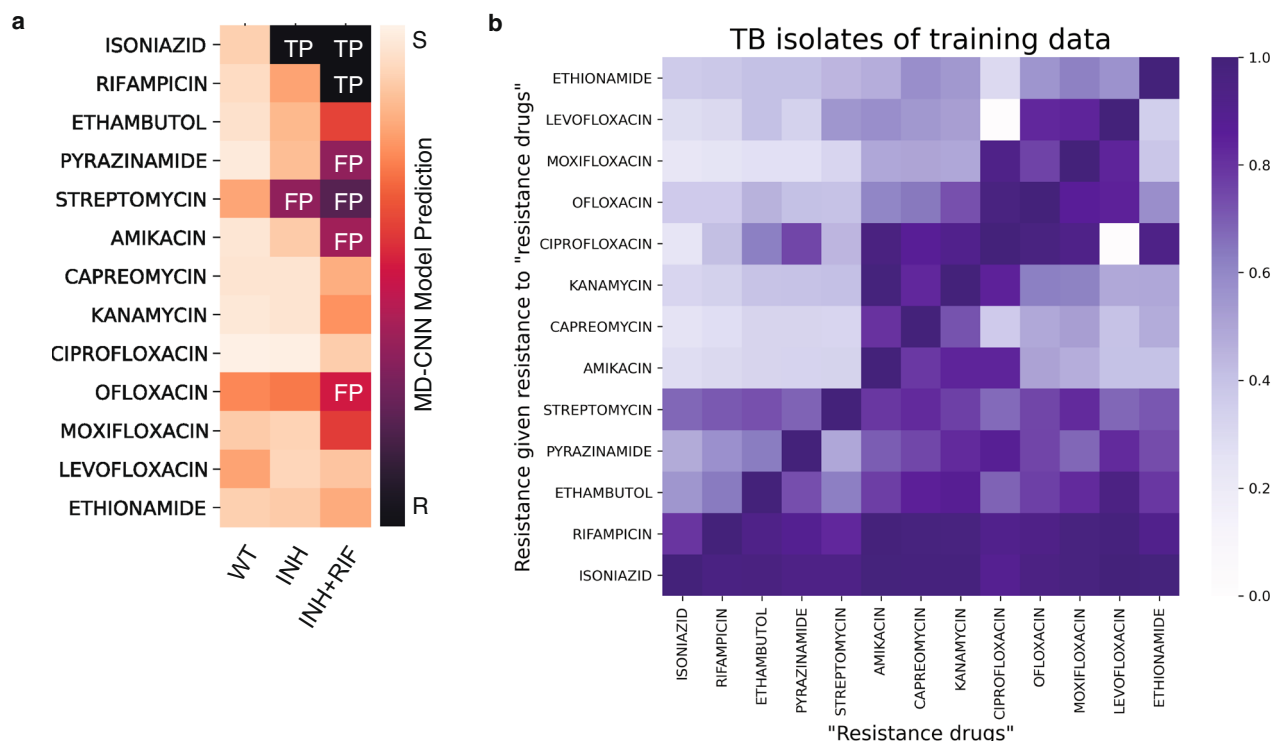 a
ISONIAZID TP TP
RIFAMPICIN TP
ETHAMBUTOL
PYRAZINAMIDE FP
STREPTOMYCIN FP FP
AMIKACIN FP
CAPREOMYCIN
KANAMYCIN
CIPROFLOXACIN
OFLOXACIN FP
MOXIFLOXACIN
LEVOFLOXACIN
ETHIONAMIDE
WT
INH
INH+RIF
S
MD-CNN Model Prediction
R
b
TB isolates of training data
Resistance given resistance to "resistance drugs"
ETHIONAMIDE
LEVOFLOXACIN
MOXIFLOXACIN
OFLOXACIN
CIPROFLOXACIN
KANAMYCIN
CAPREOMYCIN
AMIKACIN
STREPTOMYCIN
PYRAZINAMIDE
ETHAMBUTOL
RIFAMPICIN
ISONIAZID
ISONIAZID
RIFAMPICIN
ETHAMBUTOL
PYRAZINAMIDE
STREPTOMYCIN
AMIKACIN
CAPREOMYCIN
KANAMYCIN
CIPROFLOXACIN
OFLOXACIN
MOXIFLOXACIN
LEVOFLOXACIN
ETHIONAMIDE
"Resistance drugs"
1.0
0.8
0.6
0.4
0.2
0.0